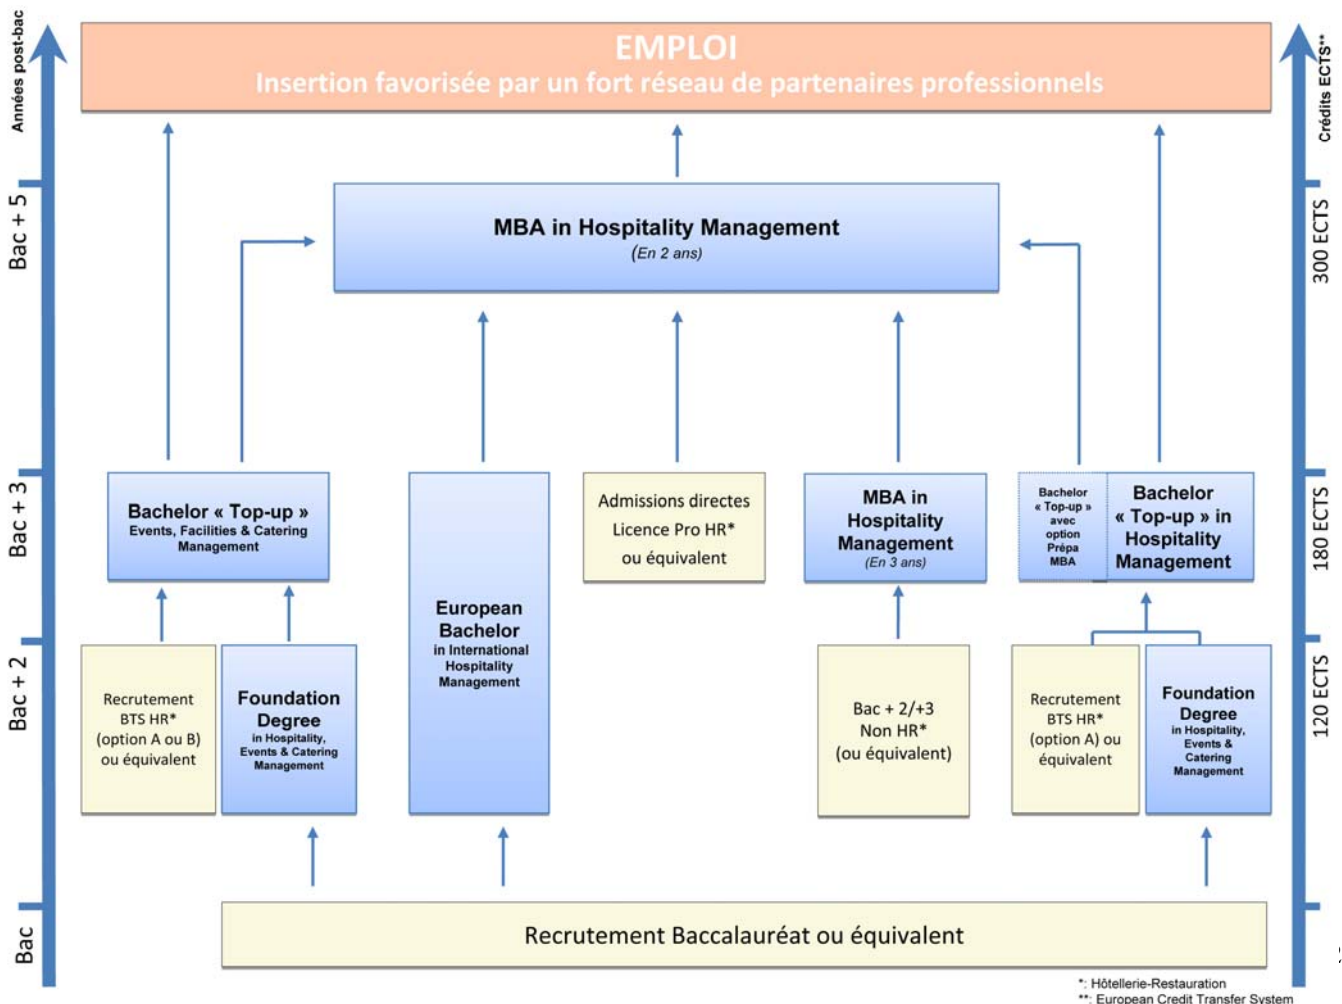 EMPLOI
Insertion favorisée par un fort réseau de partenaires professionnels
Années post-bac
Crédits ECTS**
Bac + 5
300 ECTS
MBA in Hospitality Management
(En 2 ans)
Bac + 3
180 ECTS
Bachelor « Top-up »
Events, Facilities & Catering
Management
European
Bachelor
in International
Hospitality
Management
Admissions directes
Licence Pro HR*
ou équivalent
MBA in
Hospitality
Management
(En 3 ans)
Bachelor
« Top-up »
avec
option
Prépa
MBA
Bachelor
« Top-up » in
Hospitality
Management
Bac + 2
120 ECTS
Recrutement
BTS HR*
(option A ou B)
ou équivalent
Foundation
Degree
in Hospitality,
Events & Catering
Management
Bac + 2/+3
Non HR*
(ou équivalent)
Recrutement
BTS HR*
(option A) ou
équivalent
Foundation
Degree
in Hospitality,
Events &
Catering
Management
Bac
Recrutement Baccalauréat ou équivalent
*: Hôtellerie-Restauration
**: European Credit Transfer System